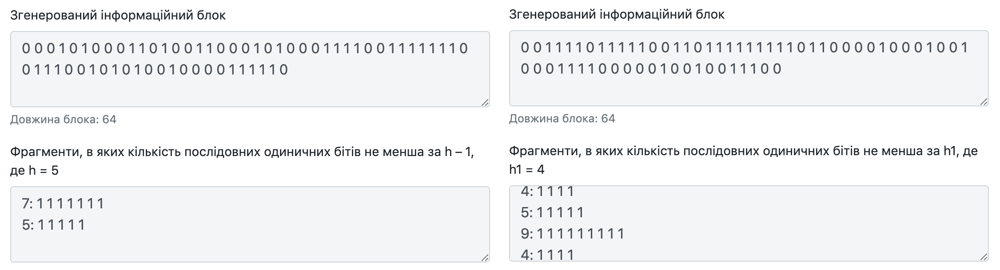 Згенерований інформаційний блок
0 0 0 1 0 1 0 0 0 1 1 0 1 0 0 1 1 0 0 0 1 0 1 0 0 0 1 1 1 1 0 0 1 1 1 1 1 1 1 0
0 1 1 1 0 0 1 0 1 0 1 0 0 1 0 0 0 0 1 1 1 1 1 0
Довжина блока: 64
Фрагменти, в яких кількість послідовних одиничних бітів не менша за h – 1,
де h = 5
7: 1 1 1 1 1 1 1
5: 1 1 1 1 1
Згенерований інформаційний блок
0 0 1 1 1 1 0 1 1 1 1 1 0 0 1 1 0 1 1 1 1 1 1 1 1 1 0 1 1 0 0 0 0 1 0 0 0 1 0 0 1
0 0 0 1 1 1 1 0 0 0 0 0 1 0 0 1 0 0 1 1 1 0 0
Довжина блока: 64
Фрагменти, в яких кількість послідовних одиничних бітів не менша за h1, де
h1 = 4
4: 1 1 1 1
5: 1 1 1 1 1
9: 1 1 1 1 1 1 1 1 1
4: 1 1 1 1